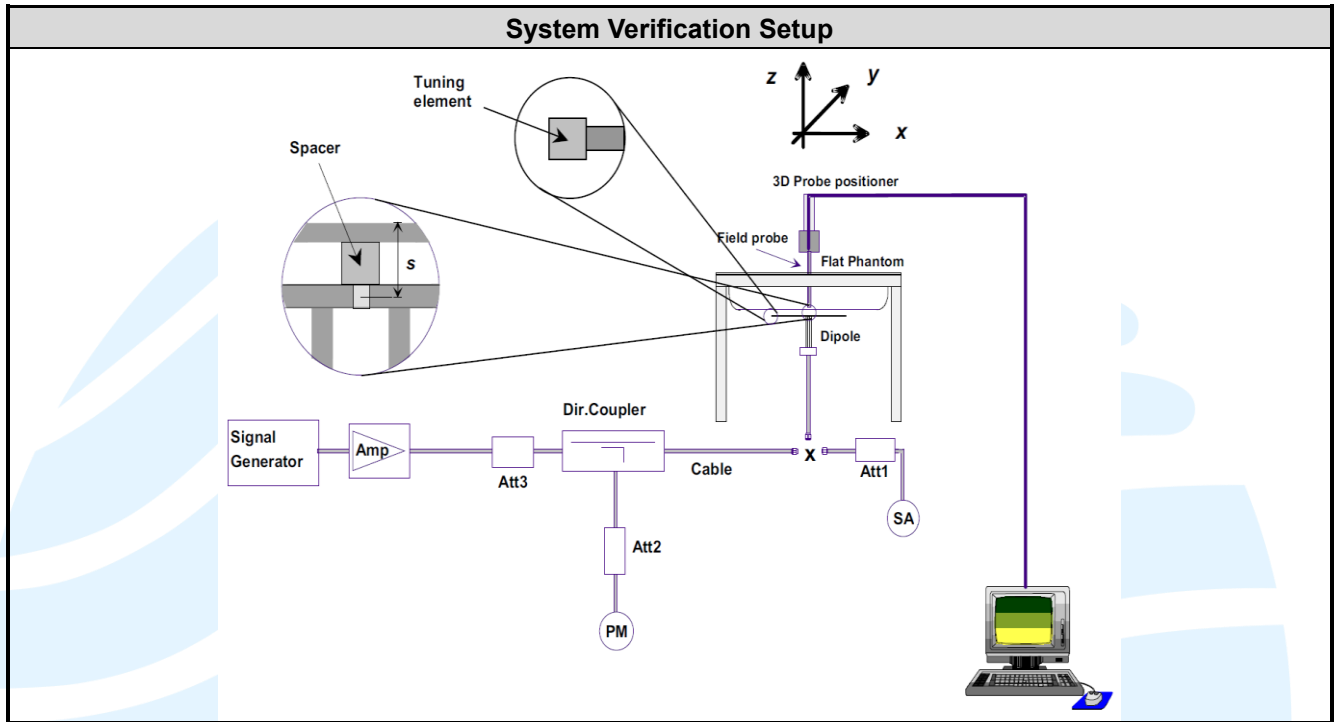 System Verification Setup
Tuning
element
z
y
x
Spacer
s
3D Probe positioner
Field probe
Flat Phantom
Dipole
Dir.Coupler
Signal
Generator
Amp
Att3
Cable
x
Att1
SA
Att2
PM